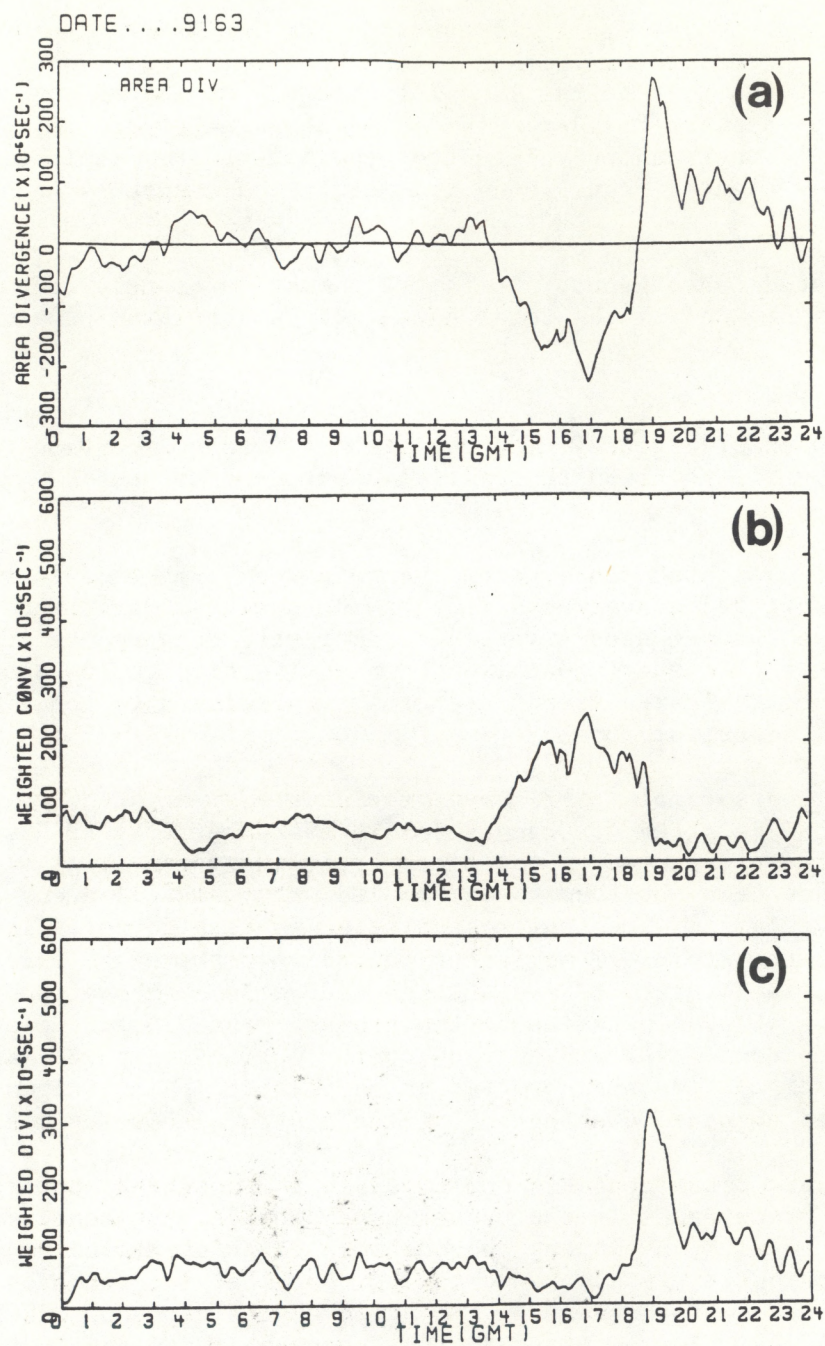 DATE....9163
AREA DIV
(a)
AREA DIVERGENCE(X10⁻⁶SEC⁻¹)
300
200
100
0
-100
-200
-300
0 1 2 3 4 5 6 7 8 9 10 11 12 13 14 15 16 17 18 19 20 21 22 23 24
TIME(GMT)
(b)
WEIGHTED CONV(X10⁻⁶SEC⁻¹)
600
500
400
300
200
100
0
0 1 2 3 4 5 6 7 8 9 10 11 12 13 14 15 16 17 18 19 20 21 22 23 24
TIME(GMT)
(c)
WEIGHTED DIV(X10⁻⁶SEC⁻¹)
600
500
400
300
200
100
0
0 1 2 3 4 5 6 7 8 9 10 11 12 13 14 15 16 17 18 19 20 21 22 23 24
TIME(GMT)